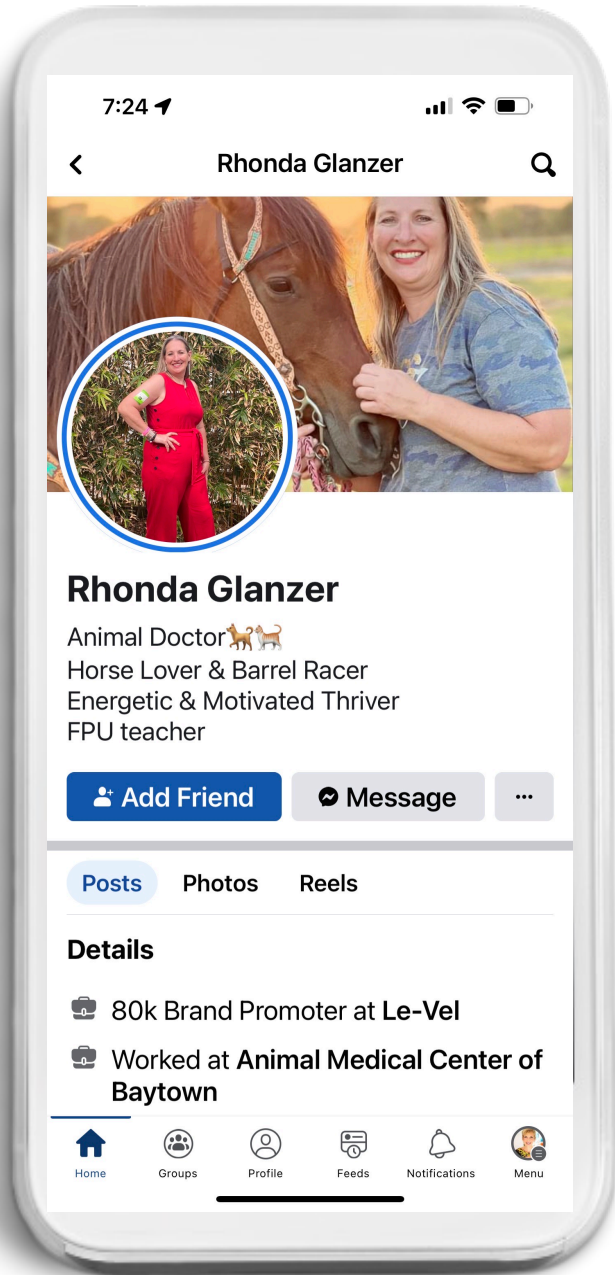 7:24
Rhonda Glanzer
Rhonda Glanzer
Animal Doctor🐕🐈
Horse Lover & Barrel Racer
Energetic & Motivated Thriver
FPU teacher
Add Friend
Message
...
Posts
Photos
Reels
Details
80k Brand Promoter at Le-Vel
Worked at Animal Medical Center of
Baytown
Home
Groups
Profile
Feeds
Notifications
Menu